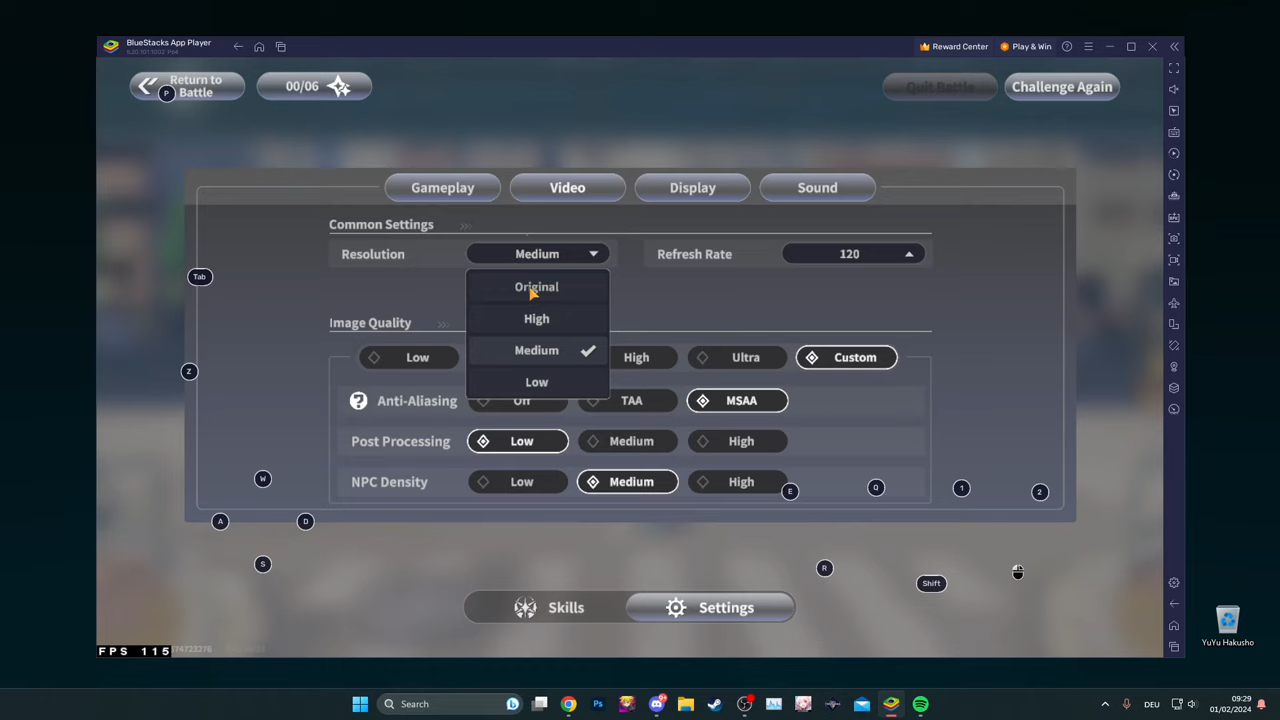 BlueStacks App Player
Reward Center
Play & Win
Return to
Battle
P
00/06
Quit Battle
Challenge Again
Gameplay
Video
Display
Sound
Common Settings
Resolution
Medium
Refresh Rate
120
Tab
Original
High
Medium
Low
Image Quality
Low
High
Ultra
Custom
Z
Anti-Aliasing
Off
TAA
MSAA
Post Processing
Low
Medium
High
NPC Density
Low
Medium
High
W
E
Q
1
2
A
D
S
R
Shift
Skills
Settings
FPS 115
YuYu Hakusho
Search
DEU
09:29
01/02/2024